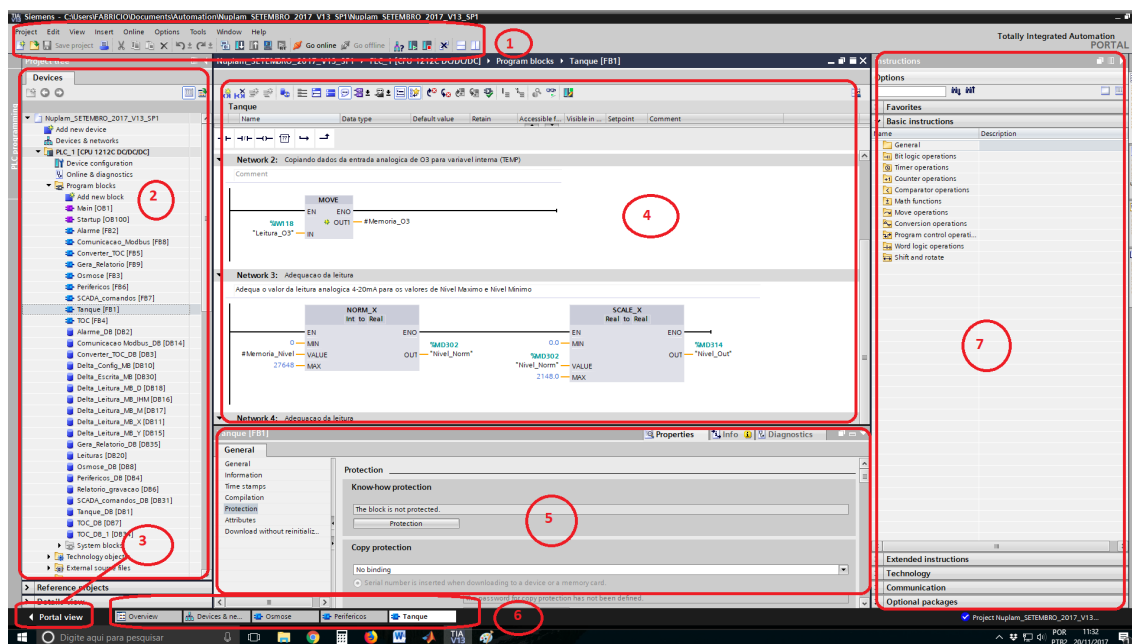 Siemens - C:\Users\FABRICIO\Documents\Automation\Nuplam_SETEMBRO_2017_V13_SP1\Nuplam_SETEMBRO_2017_V13_SP1
Project Edit View Insert Online Options Tools Window Help
Save project Go online Go offline
1
Totally Integrated Automation
PORTAL
Project tree
Nuplam_SETEMBRO_2017_V13_SP1 PLC_1 [CPU 1212C DC/DC/DC] Program blocks Tanque [FB1]
Instructions
Devices
PLC programming
Nuplam_SETEMBRO_2017_V13_SP1
Add new device
Devices & networks
PLC_1 [CPU 1212C DC/DC/DC]
Device configuration
Online & diagnostics
Program blocks
Add new block
Main [OB1]
Startup [OB100]
Alarme [FB2]
Comunicacao_Modbus [FB8]
Converter_TOC [FB5]
Gera_Relatorio [FB9]
Osmose [FB3]
Perifericos [FB6]
SCADA_comandos [FB7]
Tanque [FB1]
TOC [FB4]
Alarme_DB [DB2]
Comunicacao Modbus_DB [DB14]
Converter_TOC_DB [DB3]
Delta_Config_MB [DB10]
Delta_Escrita_MB [DB30]
Delta_Leitura_MB_D [DB18]
Delta_Leitura_MB_IHM [DB16]
Delta_Leitura_MB_M [DB17]
Delta_Leitura_MB_X [DB11]
Delta_Leitura_MB_Y [DB15]
Gera_Relatorio_DB [DB35]
Leituras [DB20]
Osmose_DB [DB8]
Perifericos_DB [DB4]
Relatorio_gravacao [DB6]
SCADA_comandos_DB [DB31]
Tanque_DB [DB1]
TOC_DB [DB7]
TOC_DB_1 [DB34]
System blocks
Technology objects
External source files
2
3
Reference projects
Details view
Tanque
Name Data type Default value Retain Accessible f... Visible in ... Setpoint Comment
Network 2: Copiando dados da entrada analogica de O3 para variavel interna (TEMP)
Comment
MOVE
EN ENO
%IW118
"Leitura_O3" IN
OUT1 #Memoria_O3
4
Network 3: Adequacao da leitura
Adequa o valor da leitura analogica 4-20mA para os valores de Nivel Maximo e Nivel Minimo
NORM_X
Int to Real
EN ENO
0 MIN
#Memoria_Nivel VALUE
27648 MAX
%MD302
OUT "Nivel_Norm"
SCALE_X
Real to Real
EN ENO
0.0 MIN
%MD302
"Nivel_Norm" VALUE
2148.0 MAX
%MD314
OUT "Nivel_Out"
Network 4: Adequacao da leitura
Tanque [FB1]
Properties Info Diagnostics
General
General
Information
Time stamps
Compilation
Protection
Attributes
Download without reinitializ...
Protection
Know-how protection
The block is not protected.
Protection
5
Copy protection
No binding
Serial number is inserted when downloading to a device or a memory card.
password for copy protection has not been defined.
Options
Favorites
Basic instructions
Name Description
General
Bit logic operations
Timer operations
Counter operations
Comparator operations
Math functions
Move operations
Conversion operations
Program control operati...
Word logic operations
Shift and rotate
7
Extended instructions
Technology
Communication
Optional packages
Portal view
Overview
Devices & ne...
Osmose
Perifericos
Tanque
6
Project Nuplam_SETEMBRO_2017_V13...
Digite aqui para pesquisar
TIA
V13
POR
PTB2
11:32
20/11/2017